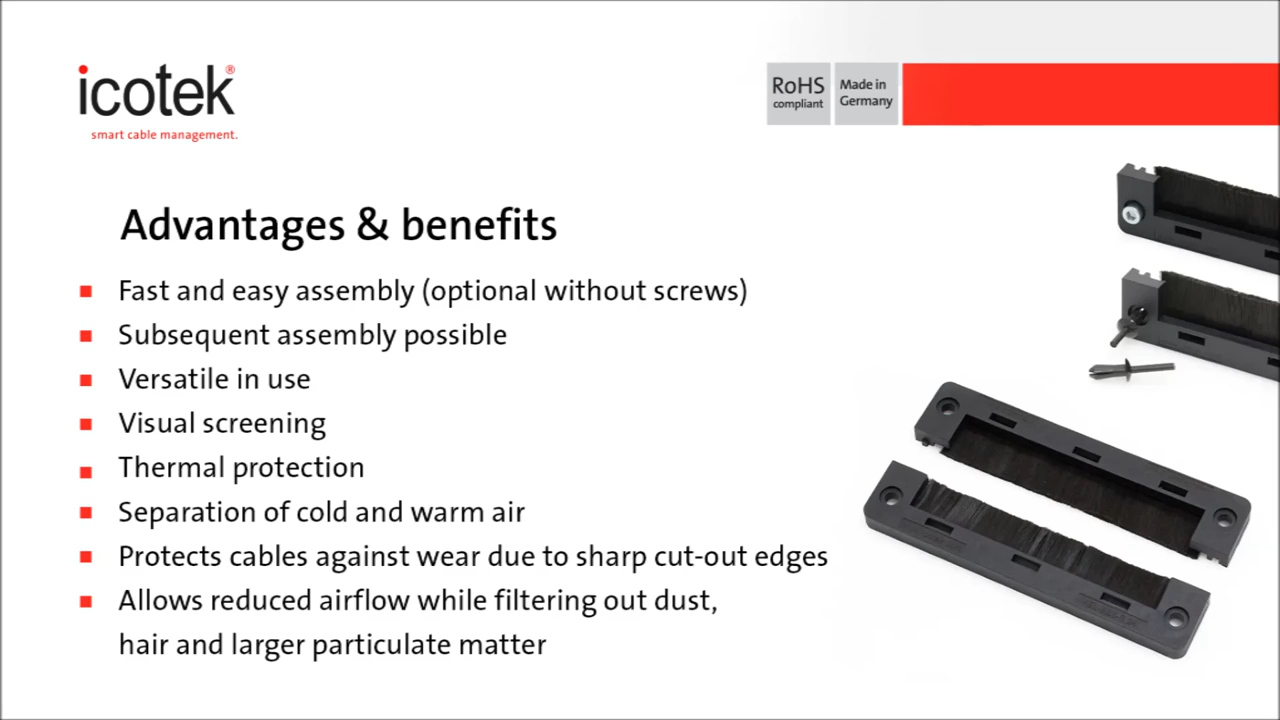 icotek®
smart cable management.
RoHS
compliant
Made in
Germany
Advantages & benefits
Fast and easy assembly (optional without screws)
Subsequent assembly possible
Versatile in use
Visual screening
Thermal protection
Separation of cold and warm air
Protects cables against wear due to sharp cut-out edges
Allows reduced airflow while filtering out dust,
hair and larger particulate matter